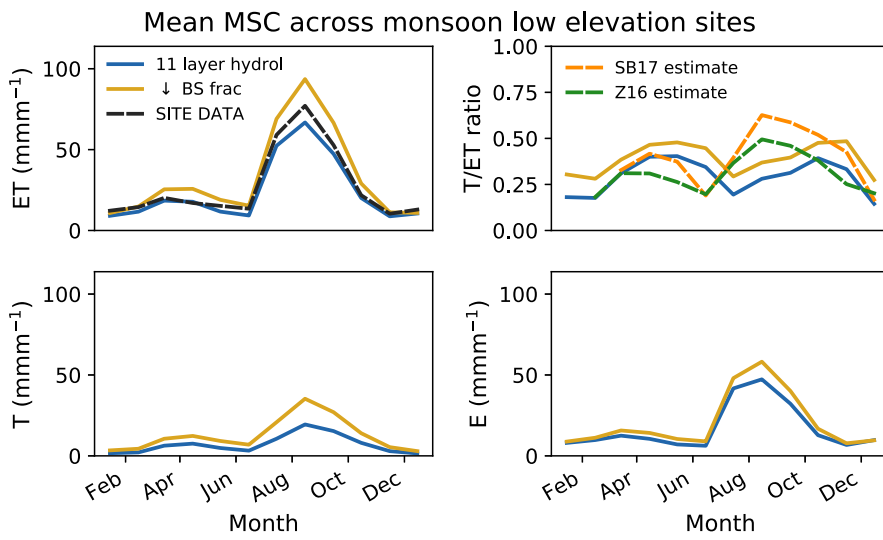 Mean MSC across monsoon low elevation sites
ET (mmm⁻¹)
100
50
0
11 layer hydrol
↓ BS frac
SITE DATA
T/ET ratio
1.00
0.75
0.50
0.25
0.00
SB17 estimate
Z16 estimate
T (mmm⁻¹)
100
50
0
Feb Apr Jun Aug Oct Dec
Month
E (mmm⁻¹)
100
50
0
Feb Apr Jun Aug Oct Dec
Month